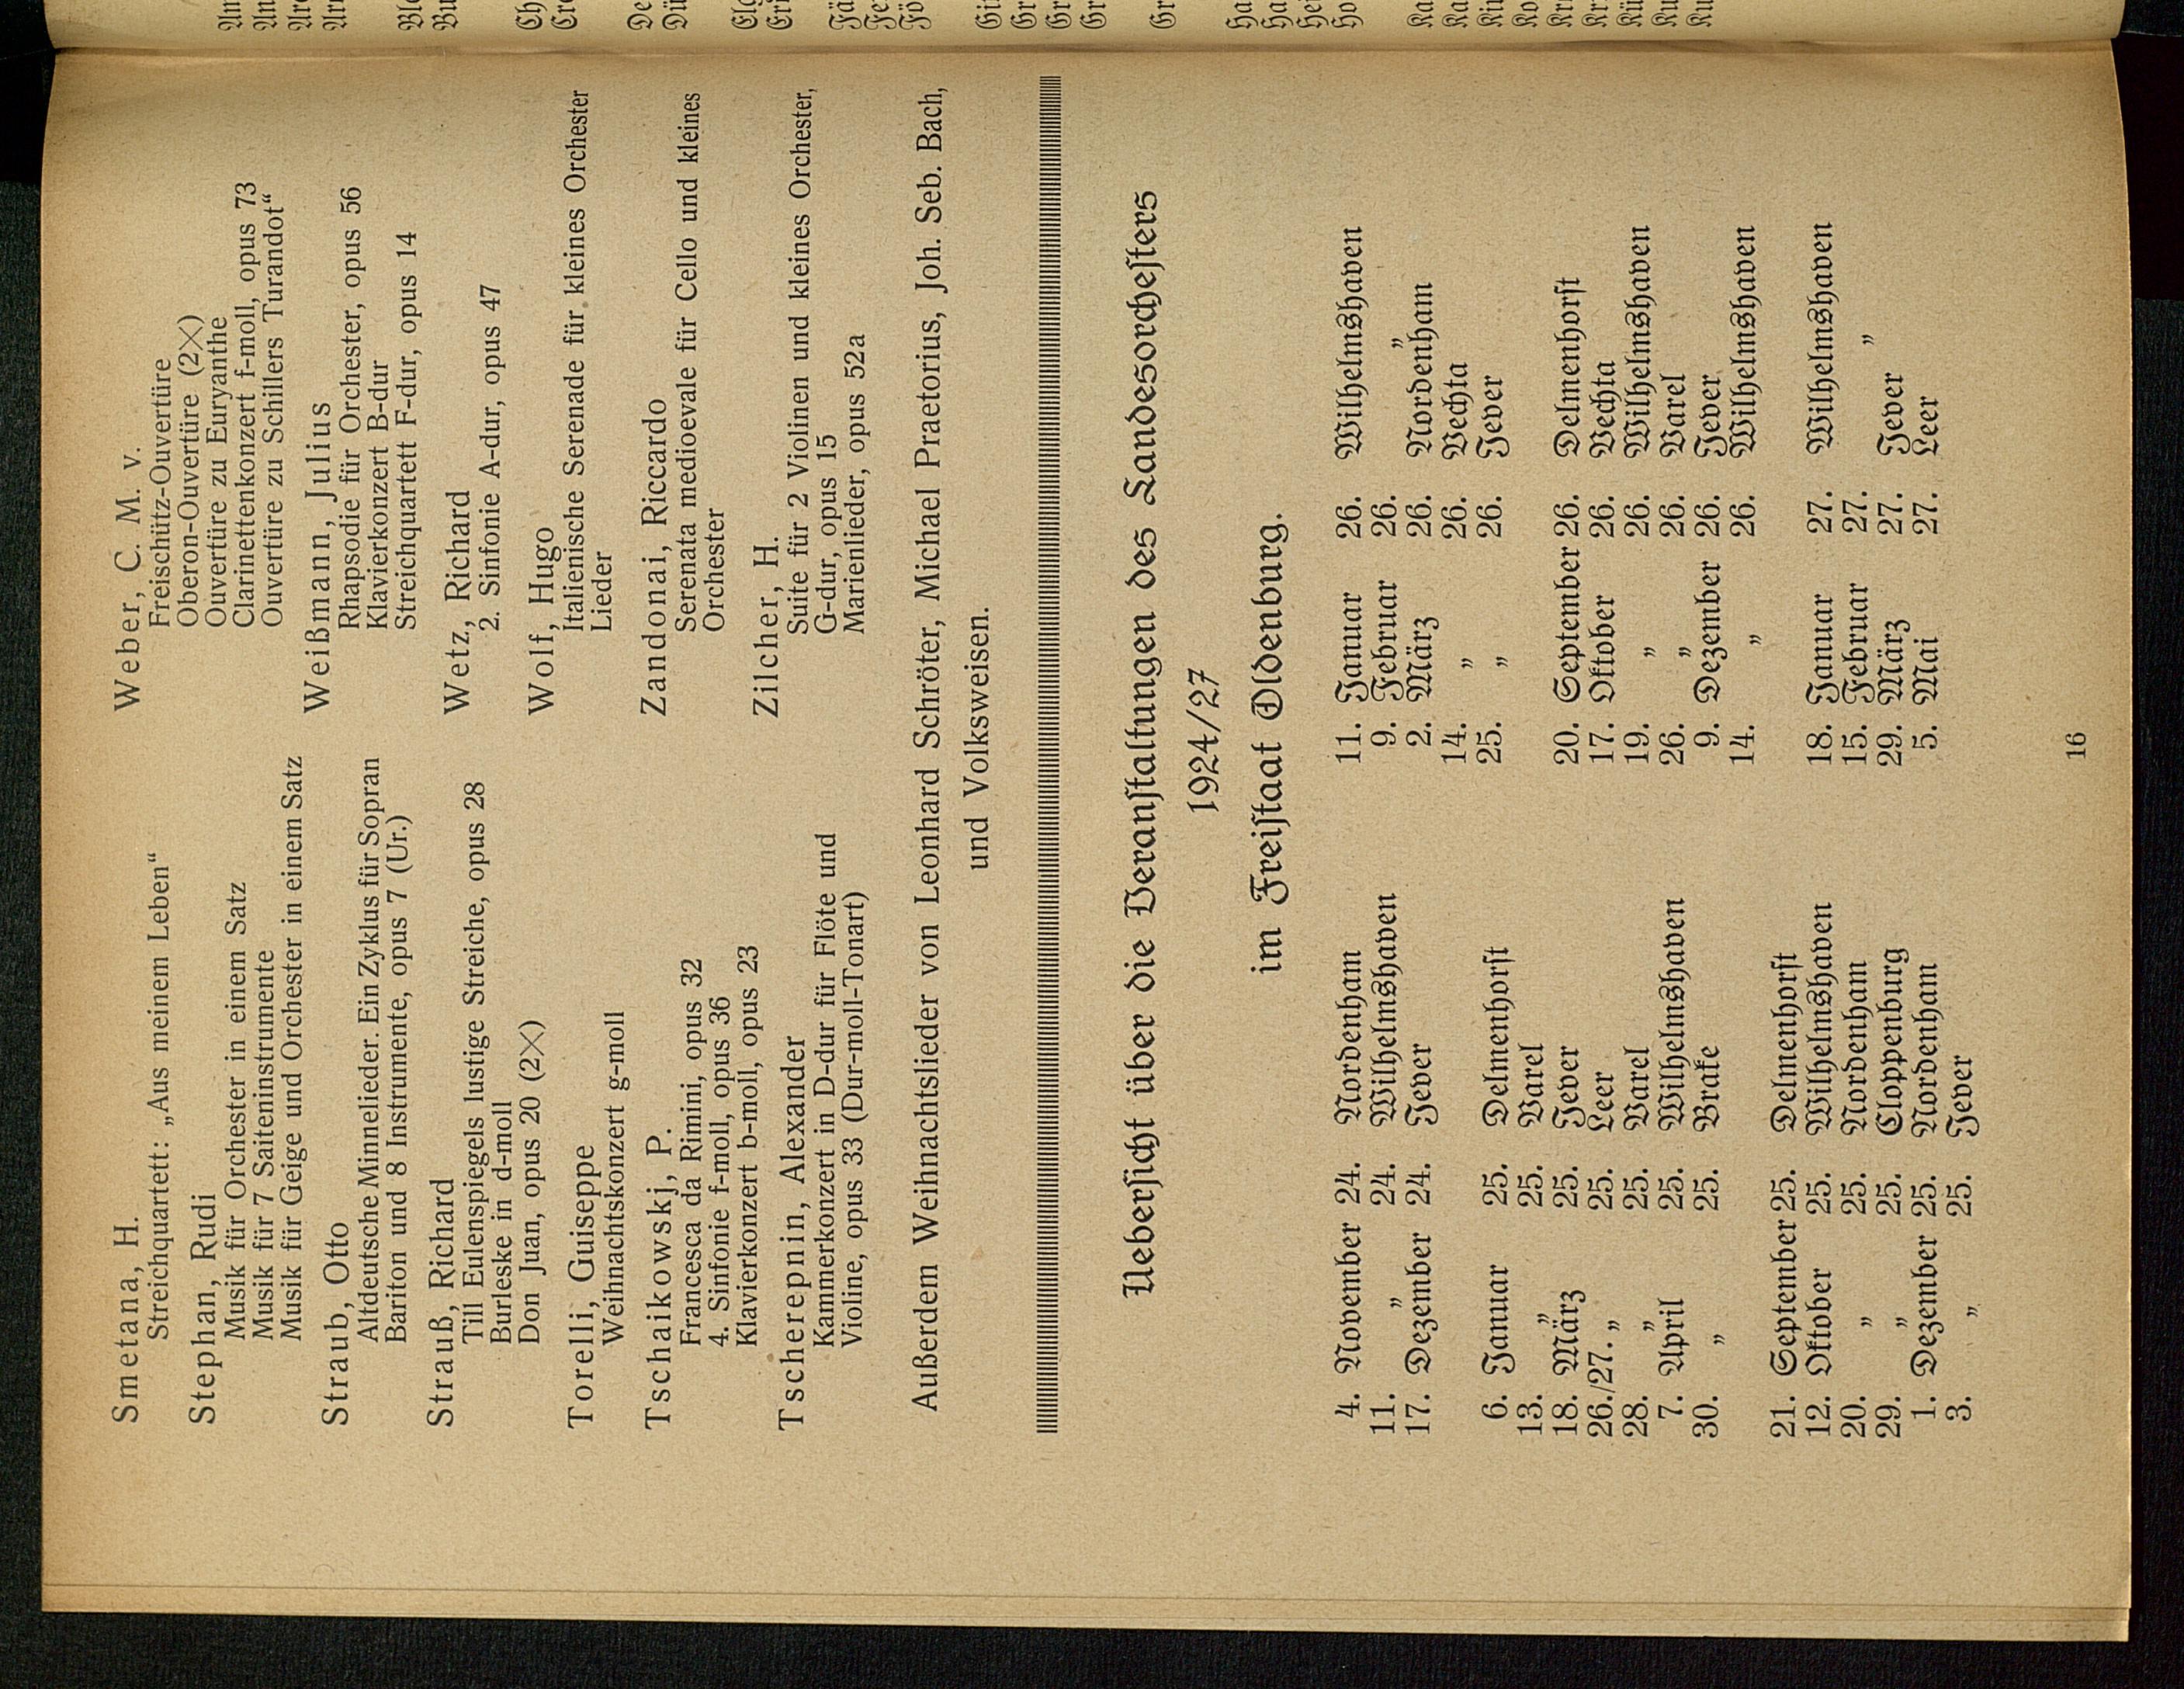 Smetana, H.
Streichquartett: „Aus meinem Leben“
Stephan, Rudi
Musik für Orchester in einem Satz
Musik für 7 Saiteninstrumente
Musik für Geige und Orchester in einem Satz
Straub, Otto
Altdeutsche Minnelieder. Ein Zyklus für Sopran
Bariton und 8 Instrumente, opus 7 (Ur.)
Strauß, Richard
Till Eulenspiegels lustige Streiche, opus 28
Burleske in d-moll
Don Juan, opus 20 (2×)
Torelli, Guiseppe
Weihnachtskonzert g-moll
Tschaikowskj, P.
Francesca da Rimini, opus 32
4. Sinfonie f-moll, opus 36
Klavierkonzert b-moll, opus 23
Tscherepnin, Alexander
Kammerkonzert in D-dur für Flöte und
Violine, opus 33 (Dur-moll-Tonart)
Weber, C. M. v.
Freischütz-Ouvertüre
Oberon-Ouvertüre (2×)
Ouvertüre zu Euryanthe
Clarinettenkonzert f-moll, opus 73
Ouvertüre zu Schillers Turandot“
Weißmann, Julius
Rhapsodie für Orchester, opus 56
Klavierkonzert B-dur
Streichquartett F-dur, opus 14
Wetz, Richard
2. Sinfonie A-dur, opus 47
Wolf, Hugo
Italienische Serenade für kleines Orchester
Lieder
Zandonai, Riccardo
Serenata medioevale für Cello und kleines
Orchester
Zilcher, H.
Suite für 2 Violinen und kleines Orchester,
G-dur, opus 15
Marienlieder, opus 52a
Außerdem Weihnachtslieder von Leonhard Schröter, Michael Praetorius, Joh. Seb. Bach,
und Volksweisen.
Uebersicht über die Veranstaltungen des Landesorchesters
1924/27
im Freistaat Oldenburg.
4. November 24. Nordenham
11. „ 24. Wilhelmshaven
17. Dezember 24. Jever
6. Januar 25. Delmenhorst
13. „ 25. Varel
18. März 25. Jever
26./27. „ 25. Leer
28. „ 25. Varel
7. April 25. Wilhelmshaven
30. „ 25. Brake
21. September 25. Delmenhorst
12. Oktober 25. Wilhelmshaven
20. „ 25. Nordenham
29. „ 25. Cloppenburg
1. Dezember 25. Nordenham
3. „ 25. Jever
11. Januar 26. Wilhelmshaven
9. Februar 26. „
2. März 26. Nordenham
14. „ 26. Vechta
25. „ 26. Jever
20. September 26. Delmenhorst
17. Oktober 26. Vechta
19. „ 26. Wilhelmshaven
26. „ 26. Varel
9. Dezember 26. Jever
14. „ 26. Wilhelmshaven
18. Januar 27. Wilhelmshaven
15. Februar 27. „
29. März 27. Jever
5. Mai 27. Leer
16